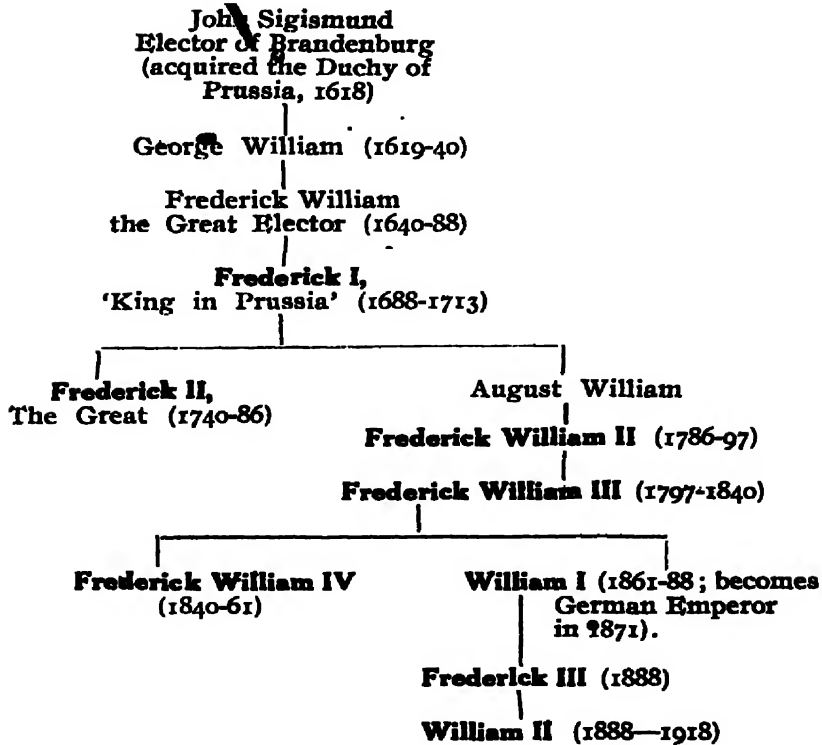 John Sigismund
Elector of Brandenburg
(acquired the Duchy of
Prussia, 1618)
George William (1619-40)
Frederick William
the Great Elector (1640-88)
Frederick I,
'King in Prussia' (1688-1713)
Frederick II,
The Great (1740-86)
August William
Frederick William II (1786-97)
Frederick William III (1797-1840)
Frederick William IV
(1840-61)
William I (1861-88; becomes
German Emperor
in 1871).
Frederick III (1888)
William II (1888—1918)